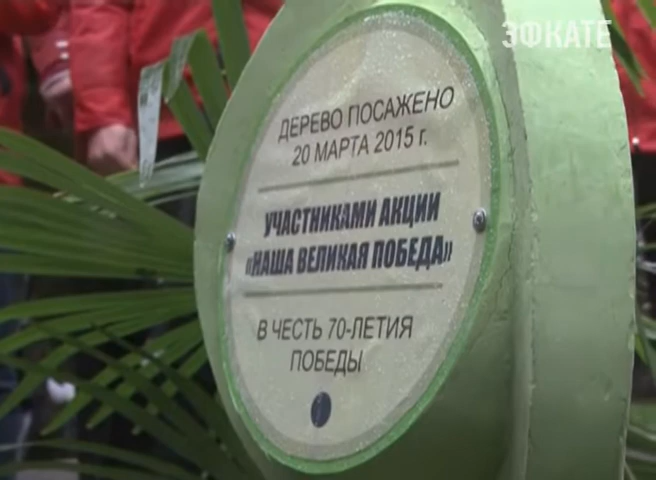 ЭФКАТЕ
ДЕРЕВО ПОСАЖЕНО
20 МАРТА 2015 г.
УЧАСТНИКАМИ АКЦИИ
«НАША ВЕЛИКАЯ ПОБЕДА»
В ЧЕСТЬ 70-ЛЕТИЯ
ПОБЕДЫ